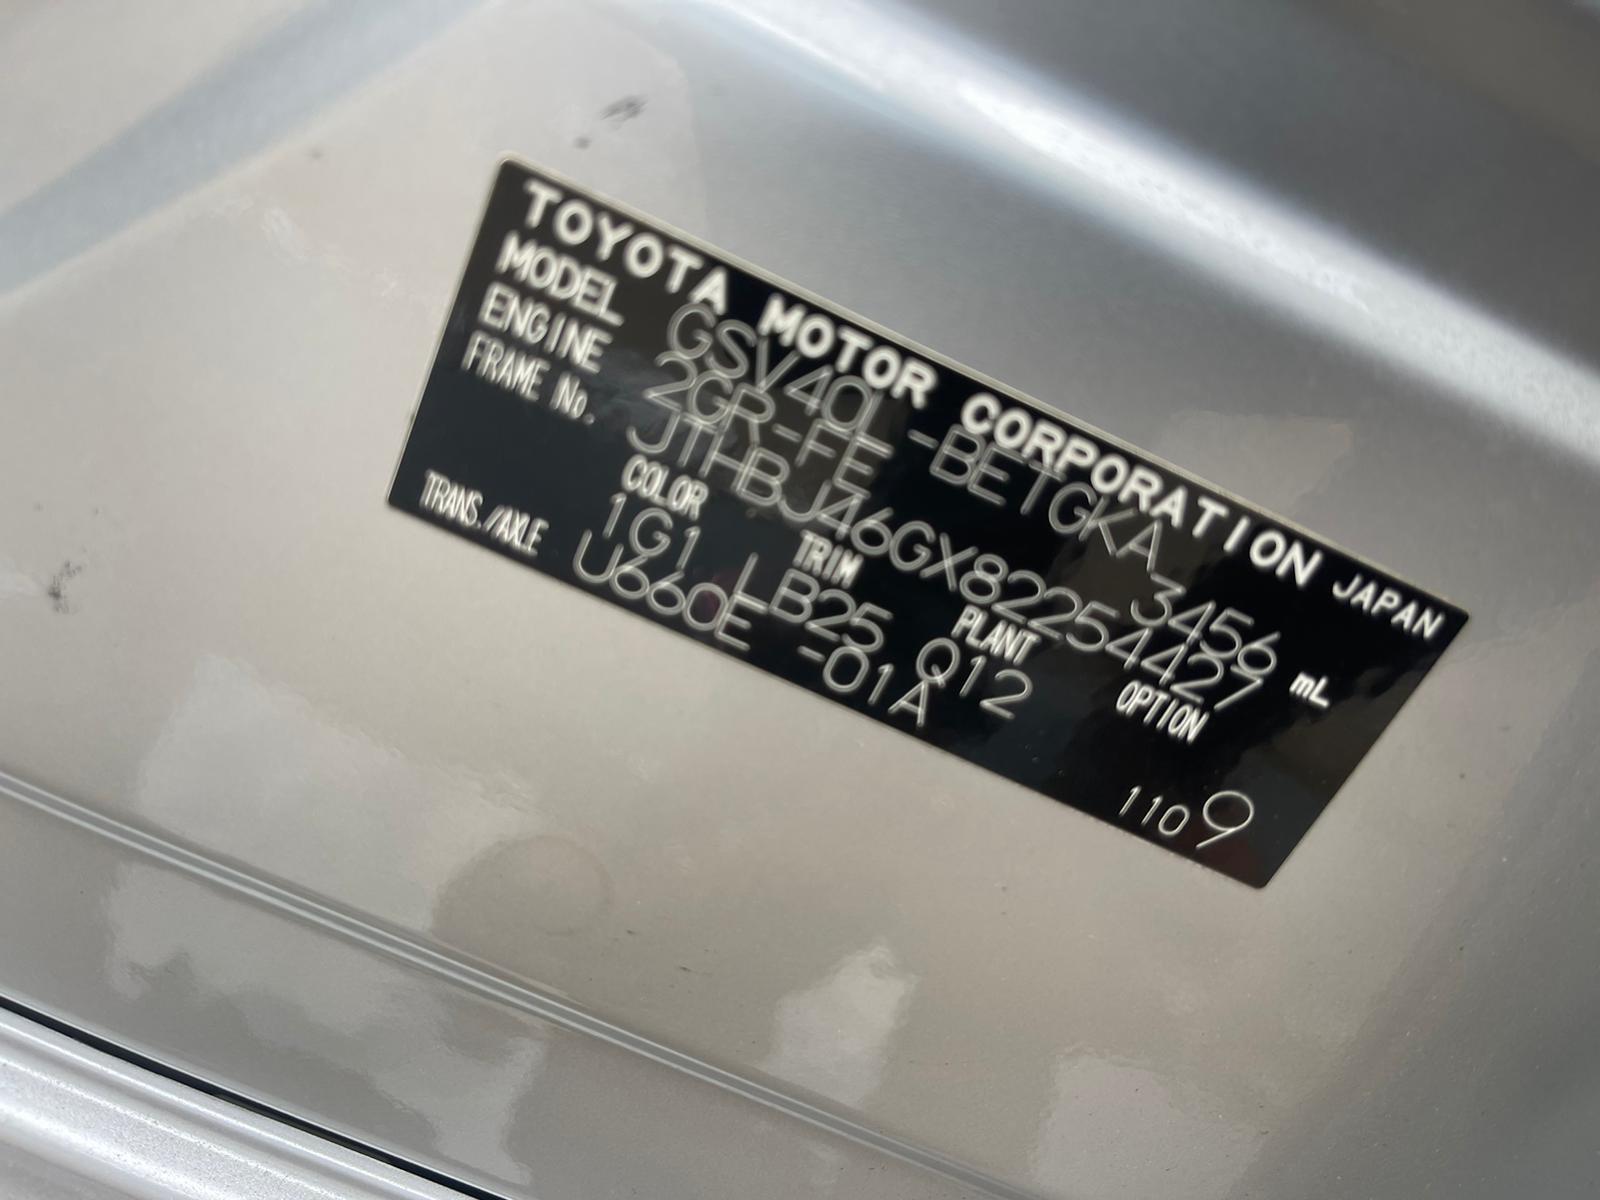 TOYOTA MOTOR CORPORATION JAPAN
MODEL GSV40L-BETGKA
ENGINE 2GR-FE 3456 mL
FRAME No. JTHBJ46GX82254427
COLOR TRIM PLANT OPTION
1G1 LB25 Q12
TRANS./AXLE U660E -01A
1109